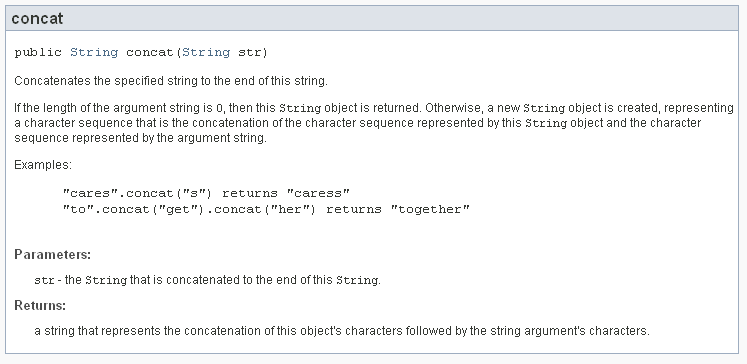 concat
public String concat(String str)
Concatenates the specified string to the end of this string.
If the length of the argument string is 0, then this String object is returned. Otherwise, a new String object is created, representing
a character sequence that is the concatenation of the character sequence represented by this String object and the character
sequence represented by the argument string.
Examples:
"cares".concat("s") returns "caress"
"to".concat("get").concat("her") returns "together"
Parameters:
str - the String that is concatenated to the end of this String.
Returns:
a string that represents the concatenation of this object's characters followed by the string argument's characters.